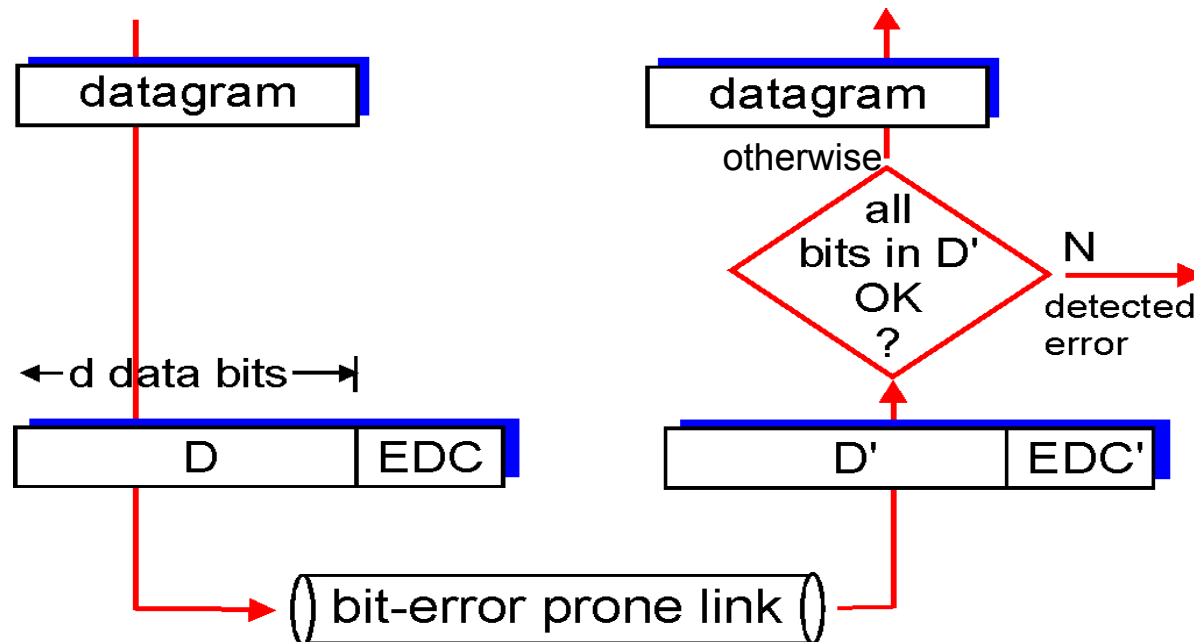 datagram
d data bits
D
EDC
bit-error prone link
D'
EDC'
all
bits in D'
OK
?
N
detected
error
otherwise
datagram